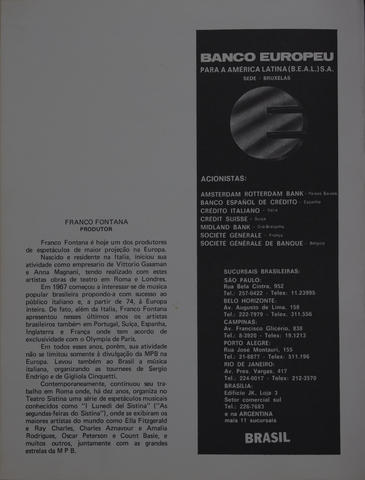 FRANCO FONTANA
PRODUTOR
Franco Fontana é hoje um dos produtores
de espetáculos de maior projeção na Europa.
Nascido e residente na Italia, iniciou sua
atividade como empresario de Vittorio Gassman
e Anna Magnani, tendo realizado com estes
artistas obras de teatro em Roma e Londres.
Em 1967 começou a interessar-se de musica
popular brasileira propondo-a com sucesso ao
público italiano e, a partir de 74, à Europa
inteira. De fato, além da Italia, Franco Fontana
apresentou nesses últimos anos os artistas
brasileiros também em Portugal, Suiça, Espanha,
Inglaterra e França onde tem acordo de
exclusividade com o Olympia de Paris.
Em todos esses anos, porém, sua atividade
não se limitou somente à divulgação da MPB na
Europa. Levou também ao Brasil a música
italiana, organizando as tournees de Sergio
Endrigo e de Gigliola Cinquetti.
Contemporaneamente, continuou seu tra-
balho em Roma onde, há dez anos, organiza no
Teatro Sistina uma série de espetáculos musicais
conhecidos como "I Lunedì del Sistina" ("As
segundas-feiras do Sistina"), onde se exibiram os
maiores artistas do mundo como Ella Fitzgerald
e Ray Charles, Charles Aznavour e Amalia
Rodrigues, Oscar Peterson e Count Basie, e
muitos outros, juntamente com as grandes
estrelas da M P B.
BANCO EUROPEU
PARA A AMÉRICA LATINA (B.E.A.L.) S.A.
SEDE - BRUXELAS
ACIONISTAS:
AMSTERDAM ROTTERDAM BANK - Países Baixos
BANCO ESPAÑOL DE CRÉDITO - Espanha
CRÉDITO ITALIANO - Itália
CRÉDIT SUISSE - Suiça
MIDLAND BANK - Grã-Bretanha
SOCIÉTÉ GÉNÉRALE - França
SOCIÉTÉ GÉNÉRALE DE BANQUE - Bélgica
SUCURSAIS BRASILEIRAS:
SÃO PAULO:
Rua Bela Cintra, 952
Tel.: 257-0422 - Telex: 11.23995
BELO HORIZONTE:
Av. Augusto de Lima, 158
Tel.: 222-7979 - Telex: 311.556
CAMPINAS:
Av. Francisco Glicério, 838
Tel.: 8-3920 - Telex: 19.1213
PORTO ALEGRE:
Rua José Montauri, 155
Tel.: 21-8877 - Telex: 511.196
RIO DE JANEIRO:
Av. Pres. Vargas, 417
Tel.: 224-0017 - Telex: 212-3570
BRASILIA:
Edifício JK, Loja 3
Setor comercial sul
Tel.: 226-7683
e na ARGENTINA
mais 11 sucursais
BRASIL